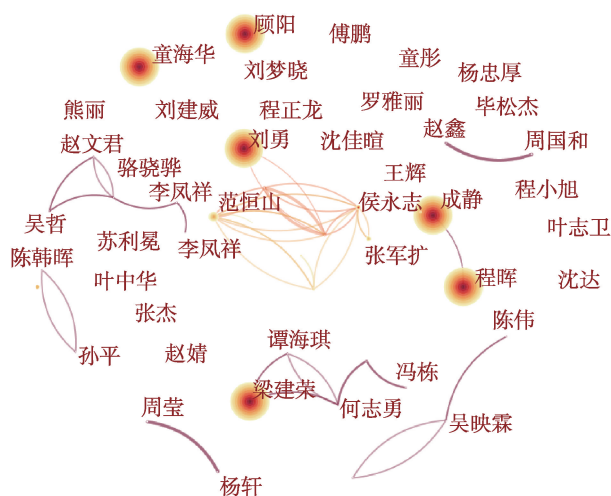 顾阳
傅鹏
童海华
童彤
刘梦晓
杨忠厚
熊丽
刘建威
程正龙
罗雅丽
毕松杰
赵文君
刘勇
沈佳暄
赵鑫
周国和
骆骁骅
王辉
李凤祥
范恒山
侯永志
成静
程小旭
吴哲
叶志卫
苏利冕
李凤祥
陈韩晖
张军扩
叶中华
程晖
沈达
张杰
陈伟
孙平
赵婧
谭海琪
冯栋
梁建荣
周莹
何志勇
吴映霖
杨轩